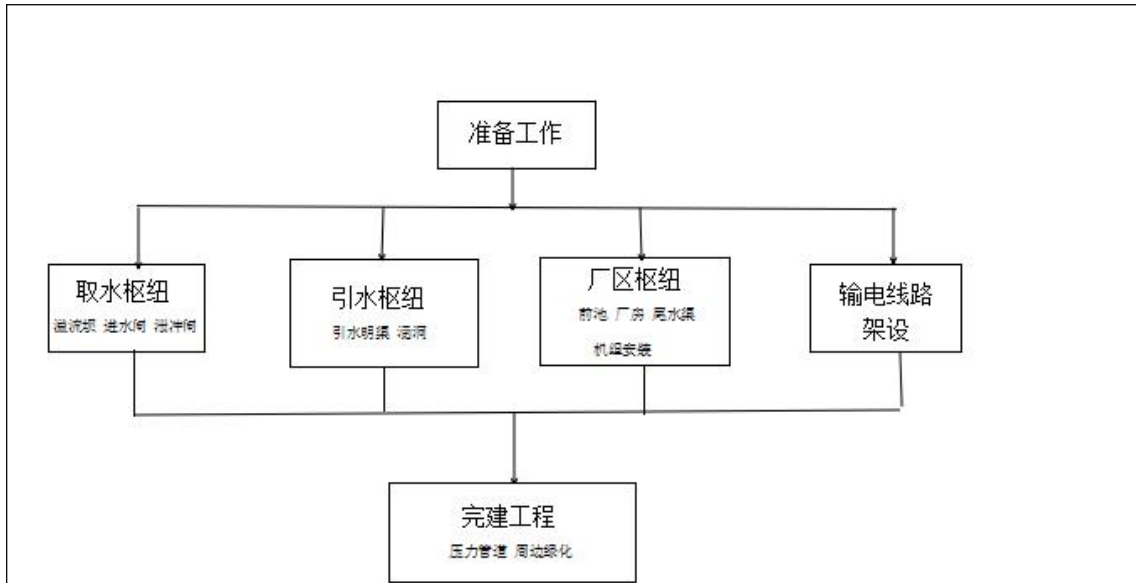 准备工作
取水枢纽
溢流坝 进水闸 泄冲闸
引水枢纽
引水明渠 涵洞
厂区枢纽
前池 厂房 尾水渠
机组安装
输电线路
架设
完建工程
压力管道 周边绿化